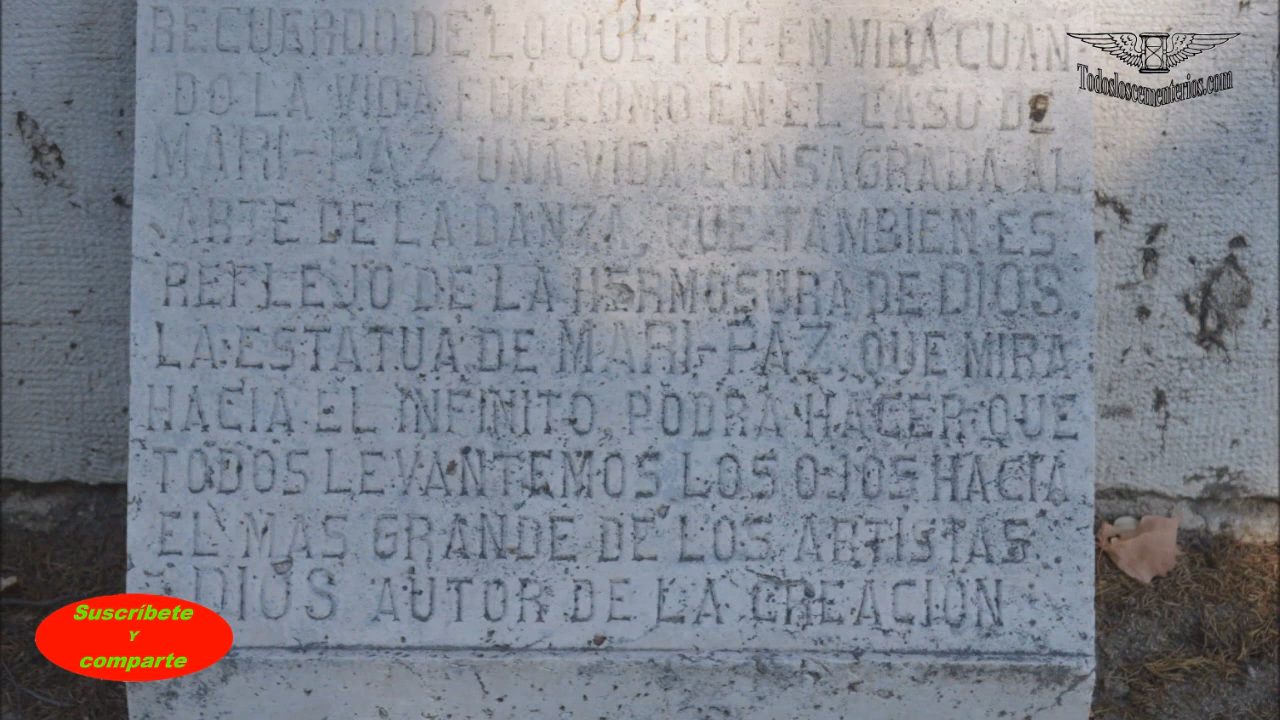 RECUERDO DE LO QUE FUE EN VIDA CUAN-
DO LA VIDA FUE, COMO EN EL CASO DE
MARI-PAZ, UNA VIDA CONSAGRADA AL
ARTE DE LA DANZA, QUE TAMBIEN ES
REFLEJO DE LA HERMOSURA DE DIOS.
LA ESTATUA DE MARI-PAZ, QUE MIRA
HACIA EL INFINITO, PODRA HACER QUE
TODOS LEVANTEMOS LOS OJOS HACIA
EL MAS GRANDE DE LOS ARTISTAS
DIOS AUTOR DE LA CREACION
Todosloscementerios.com
Suscríbete
Y
comparte